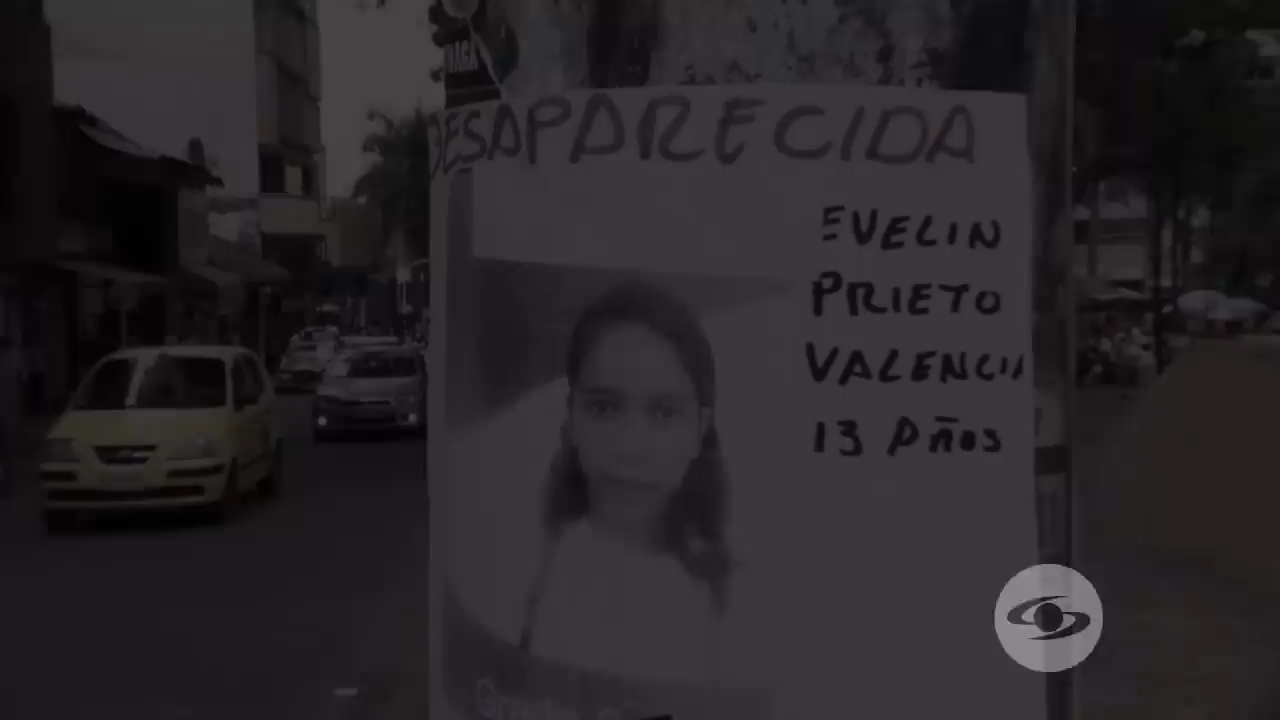 DESAPARECIDA
EVELIN
PRIETO
VALENCIA
13 AÑOS